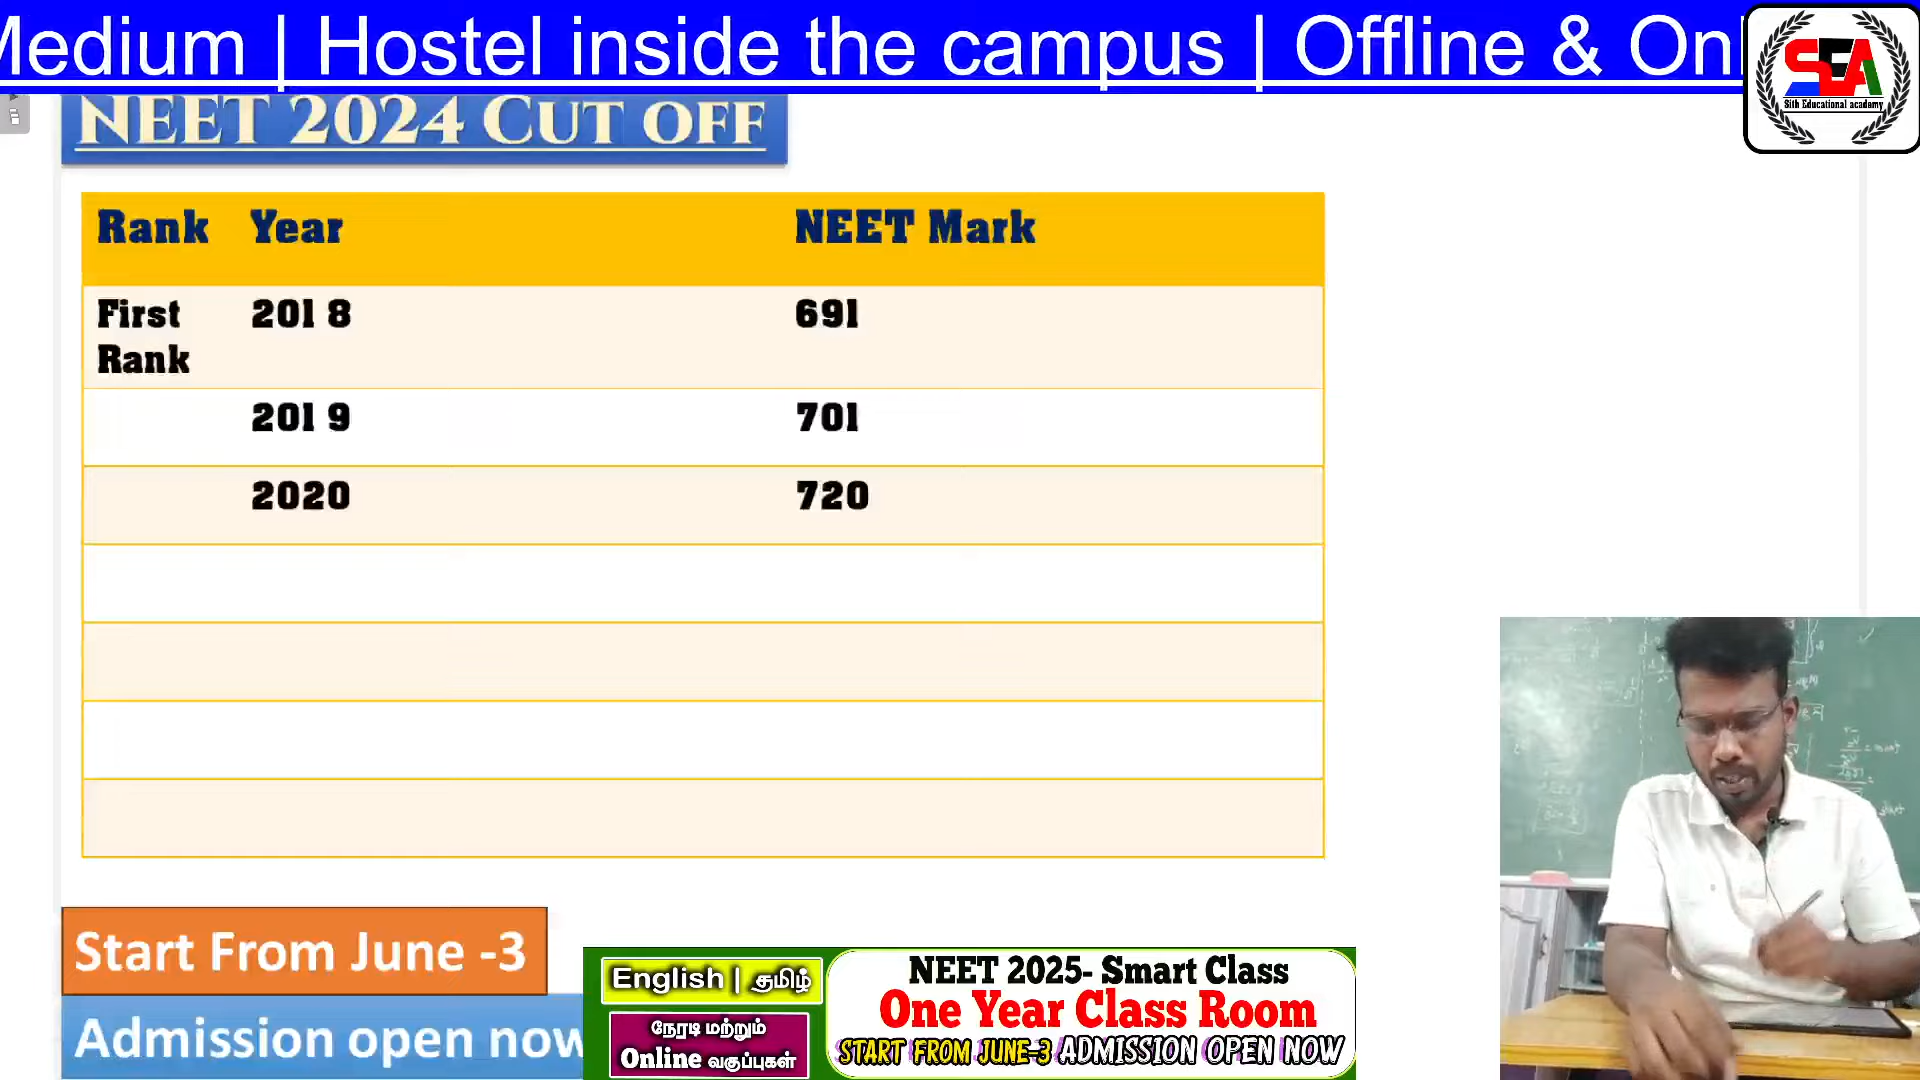 Medium | Hostel inside the campus | Offline & Onl
SEA
Sith Educational academy
NEET 2024 CUT OFF
Rank Year NEET Mark
First Rank 201 8 691
201 9 701
2020 720
Start From June -3
Admission open now
English | தமிழ்
நேரடி மற்றும்
Online வகுப்புகள்
NEET 2025- Smart Class
One Year Class Room
START FROM JUNE-3 ADMISSION OPEN NOW